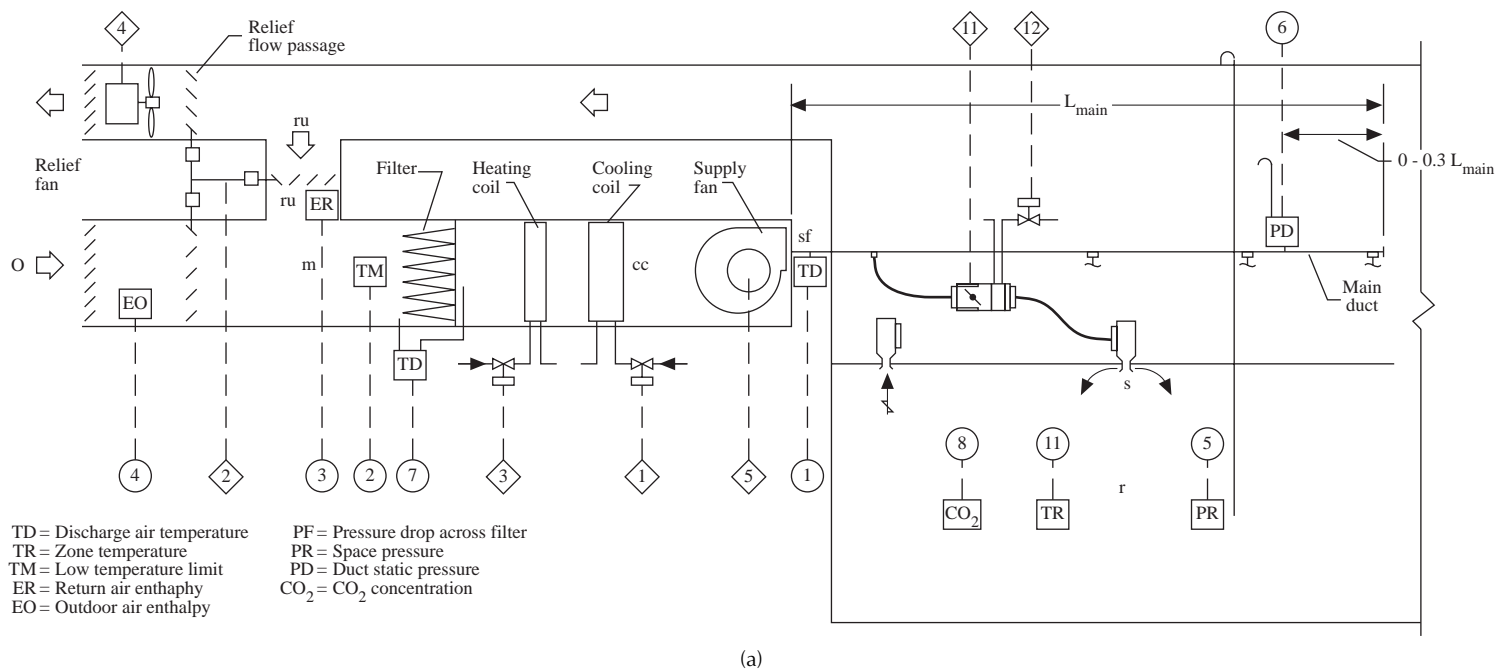 4
Relief
flow passage
11
12
6
L main
0 - 0.3 L main
ru
Relief
fan
Filter
Heating
coil
Cooling
coil
Supply
fan
ru
ER
sf
PD
O
m
TM
cc
TD
Main
duct
EO
TD
s
8
11
5
4
2
3
2
7
3
1
5
1
r
CO2
TR
PR
TD = Discharge air temperature
TR = Zone temperature
TM = Low temperature limit
ER = Return air enthaphy
EO = Outdoor air enthalpy
PF = Pressure drop across filter
PR = Space pressure
PD = Duct static pressure
CO2 = CO2 concentration
(a)